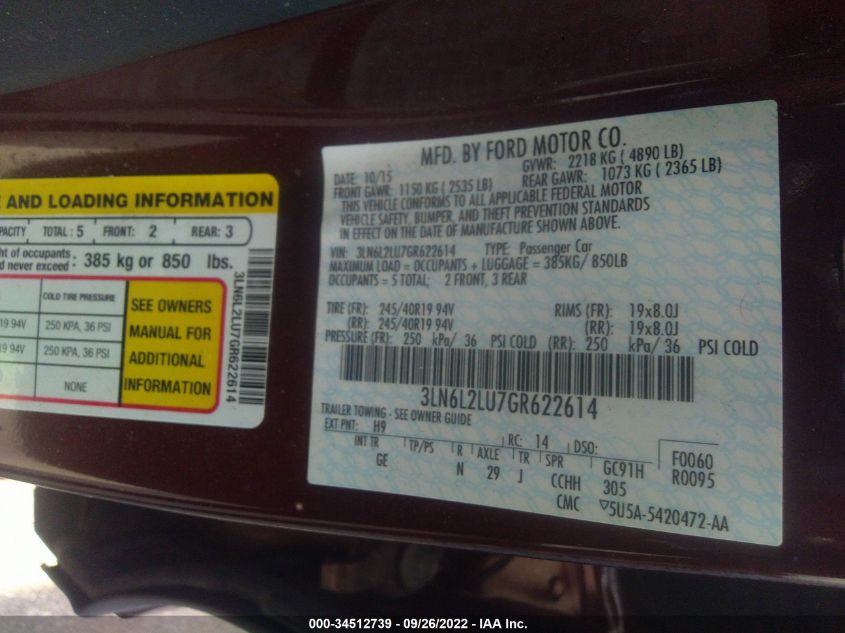 E AND LOADING INFORMATION
PACITY TOTAL : 5 FRONT: 2 REAR: 3
ht of occupants
d never exceed : 385 kg or 850 lbs.
COLD TIRE PRESSURE
19 94V 250 KPA, 36 PSI
19 94V 250 KPA, 36 PSI
NONE
SEE OWNERS
MANUAL FOR
ADDITIONAL
INFORMATION
3LN6L2LU7GR622614
MFD. BY FORD MOTOR CO.
DATE: 10/15 GVWR: 2218 KG ( 4890 LB)
FRONT GAWR: 1150 KG ( 2535 LB) REAR GAWR: 1073 KG ( 2365 LB)
THIS VEHICLE CONFORMS TO ALL APPLICABLE FEDERAL MOTOR
VEHICLE SAFETY, BUMPER, AND THEFT PREVENTION STANDARDS
IN EFFECT ON THE DATE OF MANUFACTURE SHOWN ABOVE.
VIN: 3LN6L2LU7GR622614 TYPE: Passenger Car
MAXIMUM LOAD = OCCUPANTS + LUGGAGE = 385KG/ 850LB
OCCUPANTS = 5 TOTAL; 2 FRONT, 3 REAR
TIRE (FR): 245/40R19 94V RIMS (FR): 19x8.0J
(RR): 245/40R19 94V (RR): 19x8.0J
PRESSURE (FR): 250 kPa/ 36 PSI COLD (RR): 250 kPa/ 36 PSI COLD
3LN6L2LU7GR622614
TRAILER TOWING - SEE OWNER GUIDE
EXT PNT: H9 RC: 14 DSO:
INT TR TP/PS R AXLE TR SPR GC91H F0060
GE N 29 J CCHH 305 R0095
CMC ▽5U5A-5420472-AA
000-34512739 - 09/26/2022 - IAA Inc.